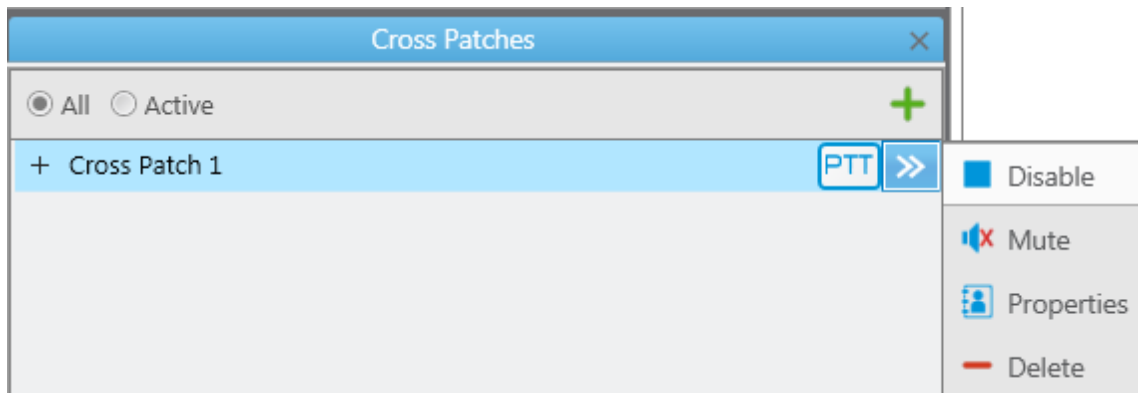 Cross Patches
All Active
Cross Patch 1 PTT
Disable
Mute
Properties
Delete